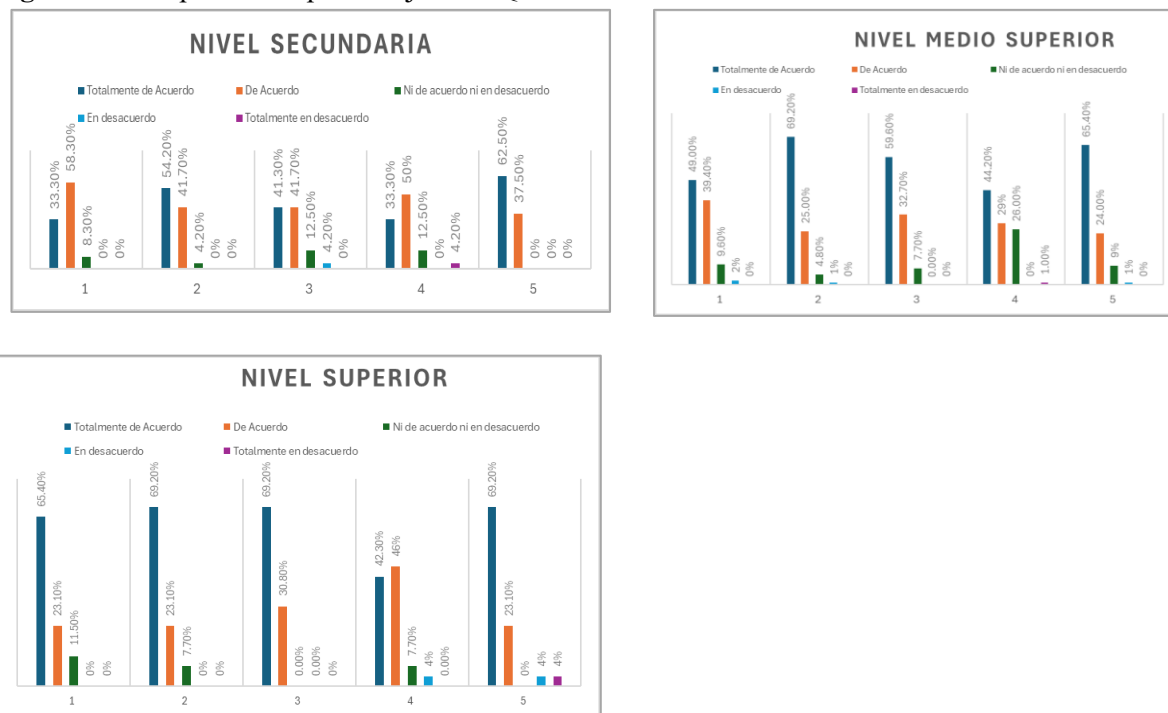 NIVEL SECUNDARIA
Totalmente de Acuerdo De Acuerdo Ni de acuerdo ni en desacuerdo
En desacuerdo Totalmente en desacuerdo
33.30% 58.30% 8.30% 0% 0%
54.20% 41.70% 4.20% 0% 0%
41.30% 41.70% 12.50% 4.20% 0%
33.30% 50% 12.50% 0% 4.20%
62.50% 37.50% 0% 0% 0%
1 2 3 4 5
NIVEL MEDIO SUPERIOR
Totalmente de Acuerdo De Acuerdo Ni de acuerdo ni en desacuerdo
En desacuerdo Totalmente en desacuerdo
49.00% 39.40% 9.60% 2% 0%
69.20% 25.00% 4.80% 1% 0%
59.60% 32.70% 7.70% 0.00% 0%
44.20% 29% 26.00% 0% 1.00%
65.40% 24.00% 9% 1% 0%
1 2 3 4 5
NIVEL SUPERIOR
Totalmente de Acuerdo De Acuerdo Ni de acuerdo ni en desacuerdo
En desacuerdo Totalmente en desacuerdo
65.40% 23.10% 11.50% 0% 0%
69.20% 23.10% 7.70% 0% 0%
69.20% 30.80% 0.00% 0.00% 0%
42.30% 46% 7.70% 4% 0.00%
69.20% 23.10% 0% 4% 4%
1 2 3 4 5